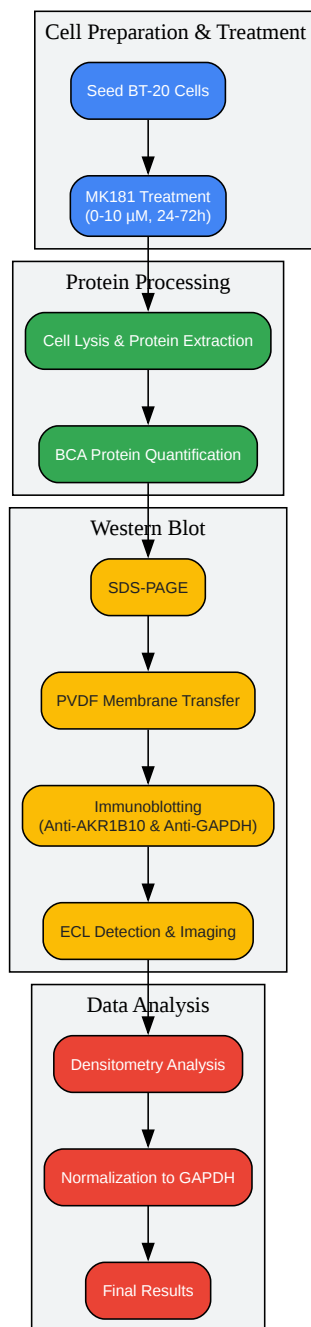 Cell Preparation & Treatment
Seed BT-20 Cells
MK181 Treatment
(0-10 µM, 24-72h)
Protein Processing
Cell Lysis & Protein Extraction
BCA Protein Quantification
Western Blot
SDS-PAGE
PVDF Membrane Transfer
Immunoblotting
(Anti-AKR1B10 & Anti-GAPDH)
ECL Detection & Imaging
Data Analysis
Densitometry Analysis
Normalization to GAPDH
Final Results